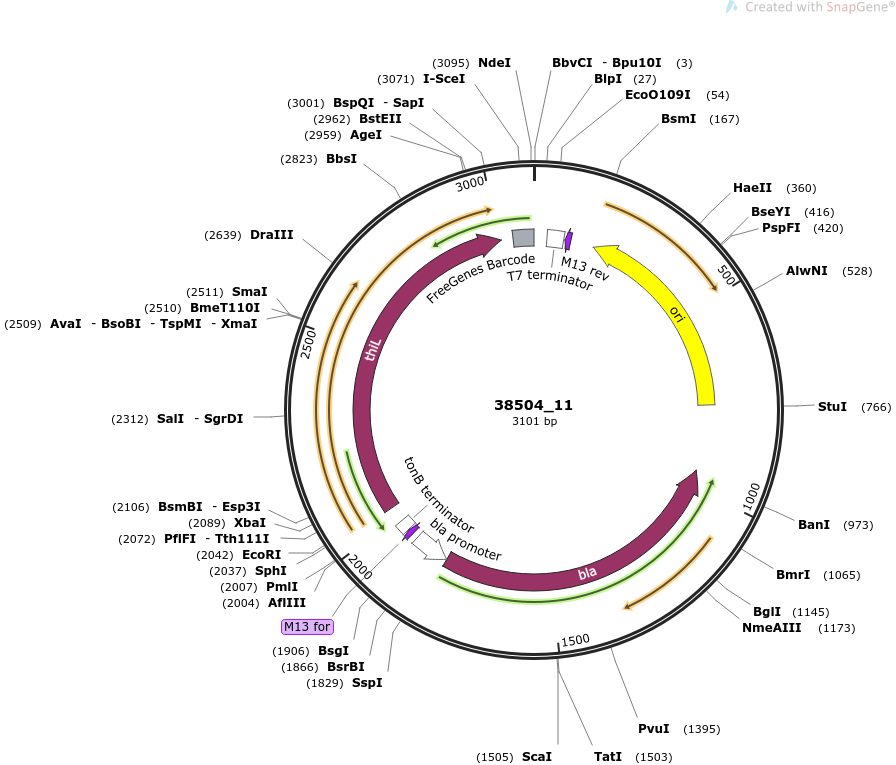 Created with SnapGene®
(3095) NdeI
BbvCI - Bpu10I (3)
(3071) I-SceI
BlpI (27)
EcoO109I (54)
(3001) BspQI - SapI
(2962) BstEII
BsmI (167)
(2959) AgeI
(2823) BbsI
3000
HaeII (360)
BseYI (416)
PspFI (420)
(2639) DraIII
FreeGenes Barcode
T7 terminator
M13 rev
500
AlwNI (528)
(2511) SmaI
(2510) BmeT110I
(2509) AvaI - BsoBI - TspMI - XmaI
ori
2500
thiL
38504_11
3101 bp
StuI (766)
(2312) SalI - SgrDI
tonB terminator
bla promoter
1000
(2106) BsmBI - Esp3I
(2089) XbaI
BanI (973)
(2072) PflFI - Tth111I
(2042) EcoRI
2000
(2037) SphI
bla
BmrI (1065)
(2007) PmlI
(2004) AflIII
BglI (1145)
M13 for
NmeAIII (1173)
1500
(1906) BsgI
(1866) BsrBI
(1829) SspI
PvuI (1395)
(1505) ScaI
TatI (1503)